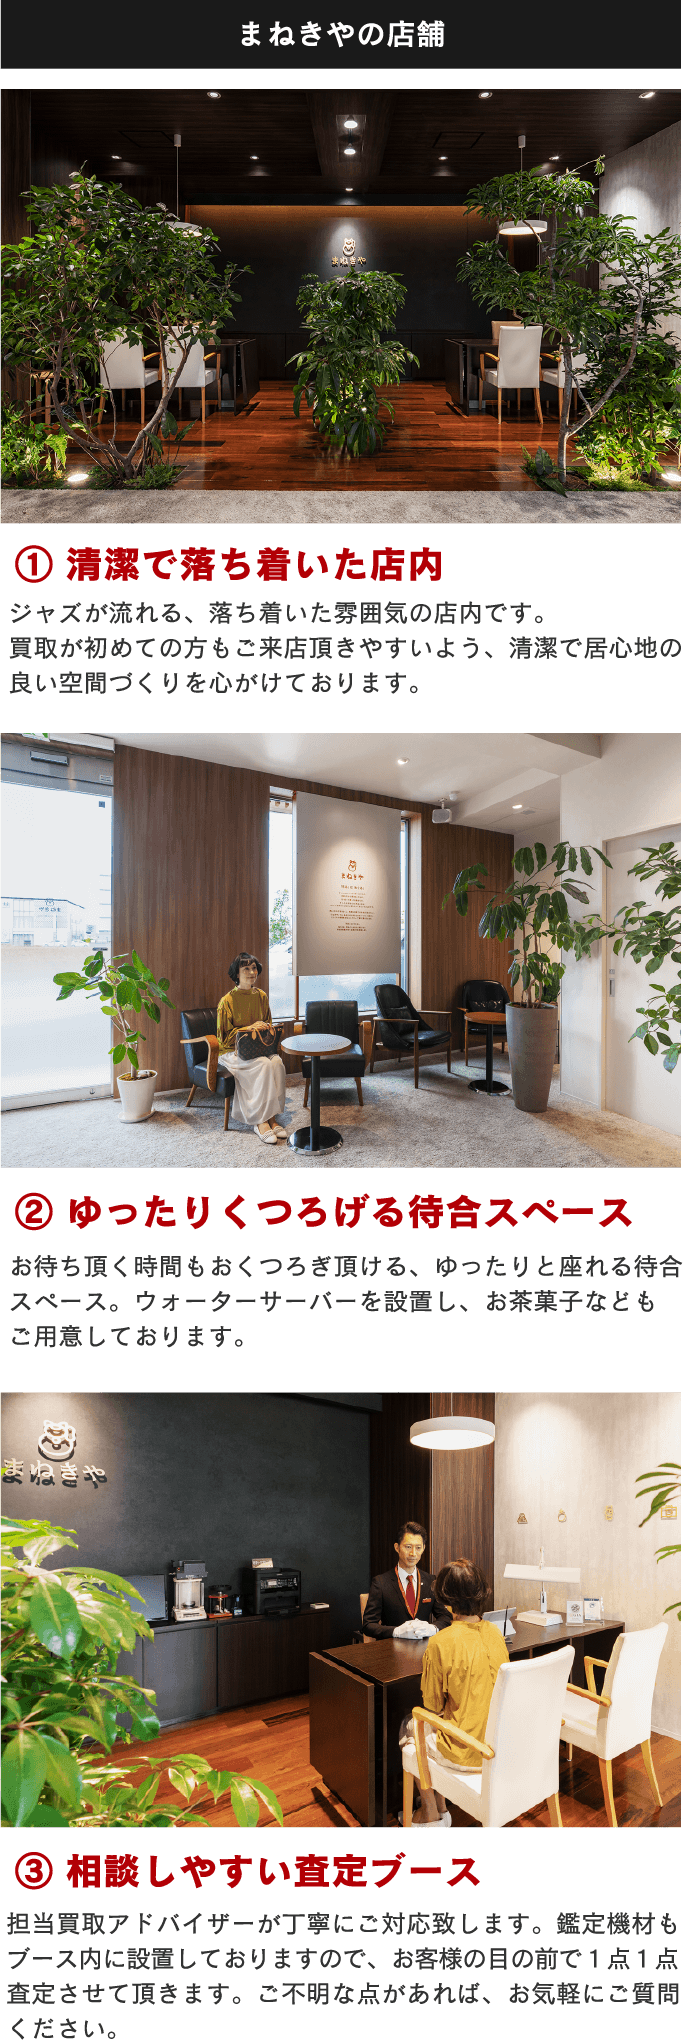 まねきやの店舗
まねきや
① 清潔で落ち着いた店内
ジャズが流れる、落ち着いた雰囲気の店内です。
買取が初めての方もご来店頂きやすいよう、清潔で居心地の
良い空間づくりを心がけております。
まねきや
② ゆったりくつろげる待合スペース
お待ち頂く時間もおくつろぎ頂ける、ゆったりと座れる待合
スペース。ウォーターサーバーを設置し、お茶菓子なども
ご用意しております。
まねきや
③ 相談しやすい査定ブース
担当買取アドバイザーが丁寧にご対応致します。鑑定機材も
ブース内に設置しておりますので、お客様の目の前で１点１点
査定させて頂きます。ご不明な点があれば、お気軽にご質問
ください。